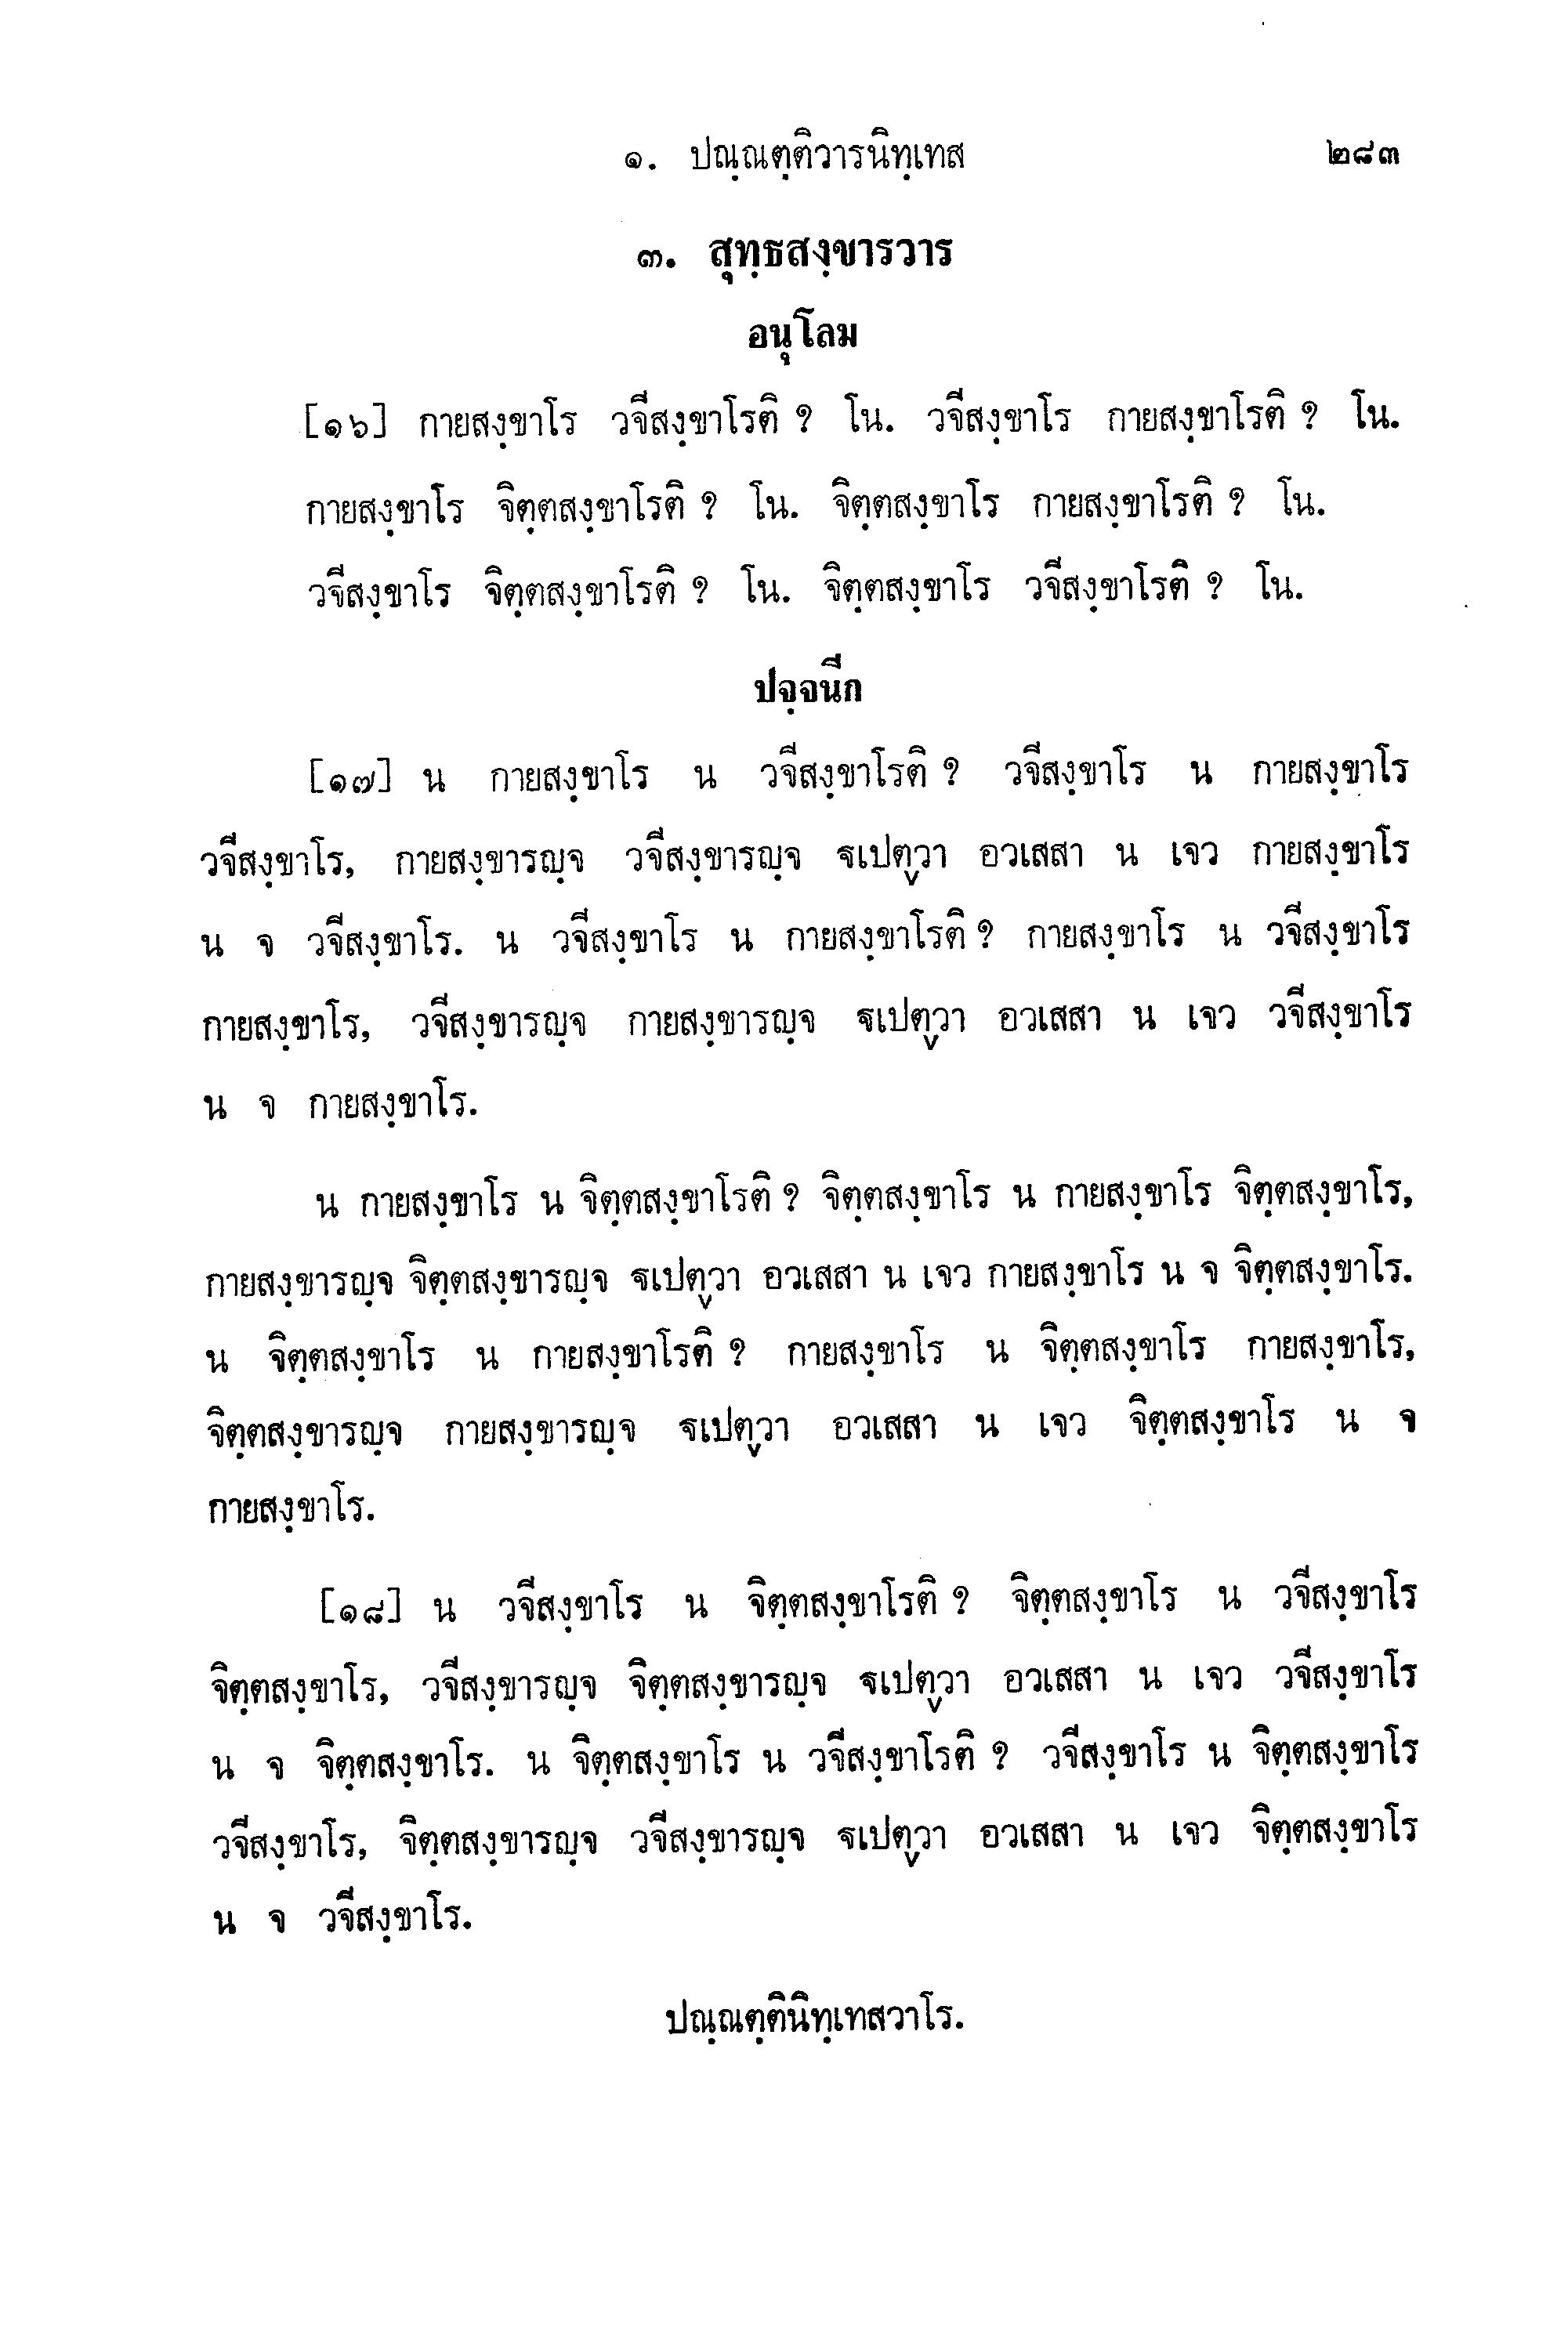 ๑. ปณฺณตฺติวารนิทฺเทส ๒๘๓
๓. สุทฺธสงฺขารวาร
อนุโลม
[๑๖] กายสงฺขาโร วจีสงฺขาโรติ ? โน. วจีสงฺขาโร กายสงฺขาโรติ ? โน.
กายสงฺขาโร จิตฺตสงฺขาโรติ ? โน. จิตฺตสงฺขาโร กายสงฺขาโรติ ? โน.
วจีสงฺขาโร จิตฺตสงฺขาโรติ ? โน. จิตฺตสงฺขาโร วจีสงฺขาโรติ ? โน.
ปจฺจนีก
[๑๗] น กายสงฺขาโร น วจีสงฺขาโรติ ? วจีสงฺขาโร น กายสงฺขาโร
วจีสงฺขาโร, กายสงฺขารญฺจ วจีสงฺขารญฺจ ฐเปตฺวา อวเสสา น เจว กายสงฺขาโร
น จ วจีสงฺขาโร. น วจีสงฺขาโร น กายสงฺขาโรติ ? กายสงฺขาโร น วจีสงฺขาโร
กายสงฺขาโร, วจีสงฺขารญฺจ กายสงฺขารญฺจ ฐเปตฺวา อวเสสา น เจว วจีสงฺขาโร
น จ กายสงฺขาโร.
น กายสงฺขาโร น จิตฺตสงฺขาโรติ ? จิตฺตสงฺขาโร น กายสงฺขาโร จิตฺตสงฺขาโร,
กายสงฺขารญฺจ จิตฺตสงฺขารญฺจ ฐเปตฺวา อวเสสา น เจว กายสงฺขาโร น จ จิตฺตสงฺขาโร.
น จิตฺตสงฺขาโร น กายสงฺขาโรติ ? กายสงฺขาโร น จิตฺตสงฺขาโร กายสงฺขาโร,
จิตฺตสงฺขารญฺจ กายสงฺขารญฺจ ฐเปตฺวา อวเสสา น เจว จิตฺตสงฺขาโร น จ
กายสงฺขาโร.
[๑๘] น วจีสงฺขาโร น จิตฺตสงฺขาโรติ ? จิตฺตสงฺขาโร น วจีสงฺขาโร
จิตฺตสงฺขาโร, วจีสงฺขารญฺจ จิตฺตสงฺขารญฺจ ฐเปตฺวา อวเสสา น เจว วจีสงฺขาโร
น จ จิตฺตสงฺขาโร. น จิตฺตสงฺขาโร น วจีสงฺขาโรติ ? วจีสงฺขาโร น จิตฺตสงฺขาโร
วจีสงฺขาโร, จิตฺตสงฺขารญฺจ วจีสงฺขารญฺจ ฐเปตฺวา อวเสสา น เจว จิตฺตสงฺขาโร
น จ วจีสงฺขาโร.
ปณฺณตฺตินิทฺเทสวาโร.